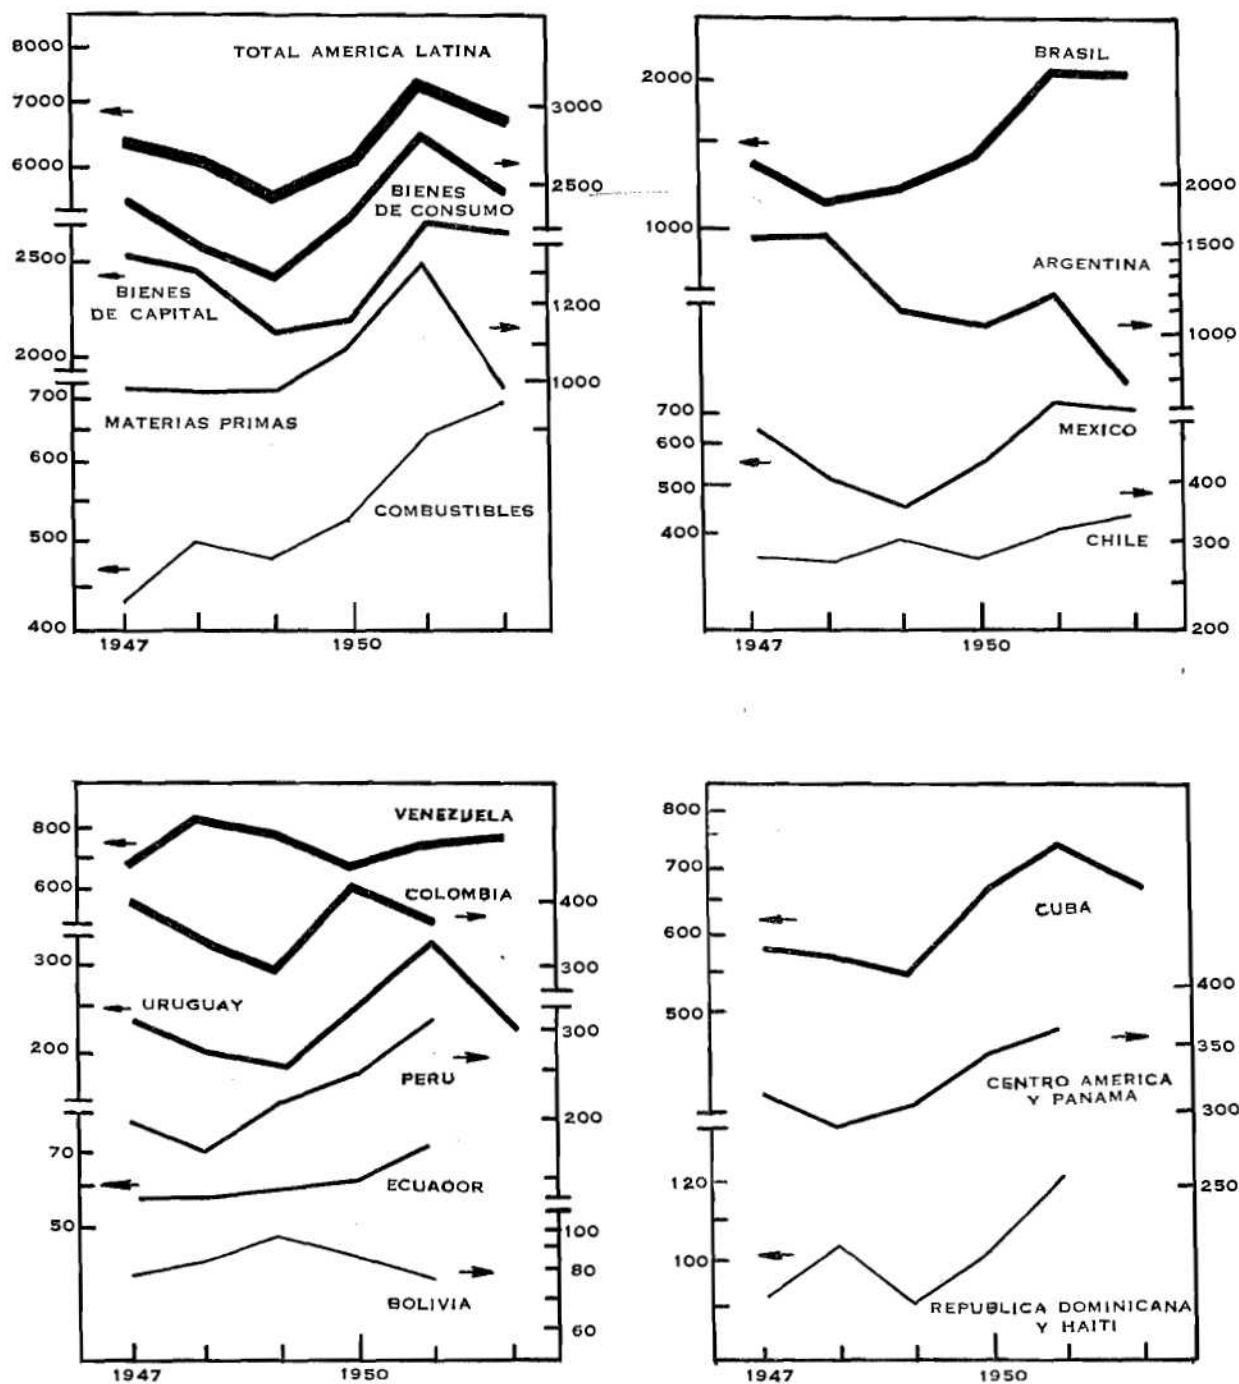 TOTAL AMERICA LATINA
8000
7000
6000
2500
2000
700
600
500
400
3000
2500
1200
1000
BIENES
DE CONSUMO
BIENES
DE CAPITAL
MATERIAS PRIMAS
COMBUSTIBLES
1947
1950
BRASIL
2000
1000
700
600
500
400
2000
1500
1000
400
300
200
ARGENTINA
MEXICO
CHILE
1947
1950
VENEZUELA
800
600
300
200
70
50
COLOMBIA
400
300
300
200
100
80
60
URUGUAY
PERU
ECUADOR
BOLIVIA
1947
1950
800
700
600
500
120
100
CUBA
400
350
300
250
CENTRO AMERICA
Y PANAMA
REPUBLICA DOMINICANA
Y HAITI
1947
1950